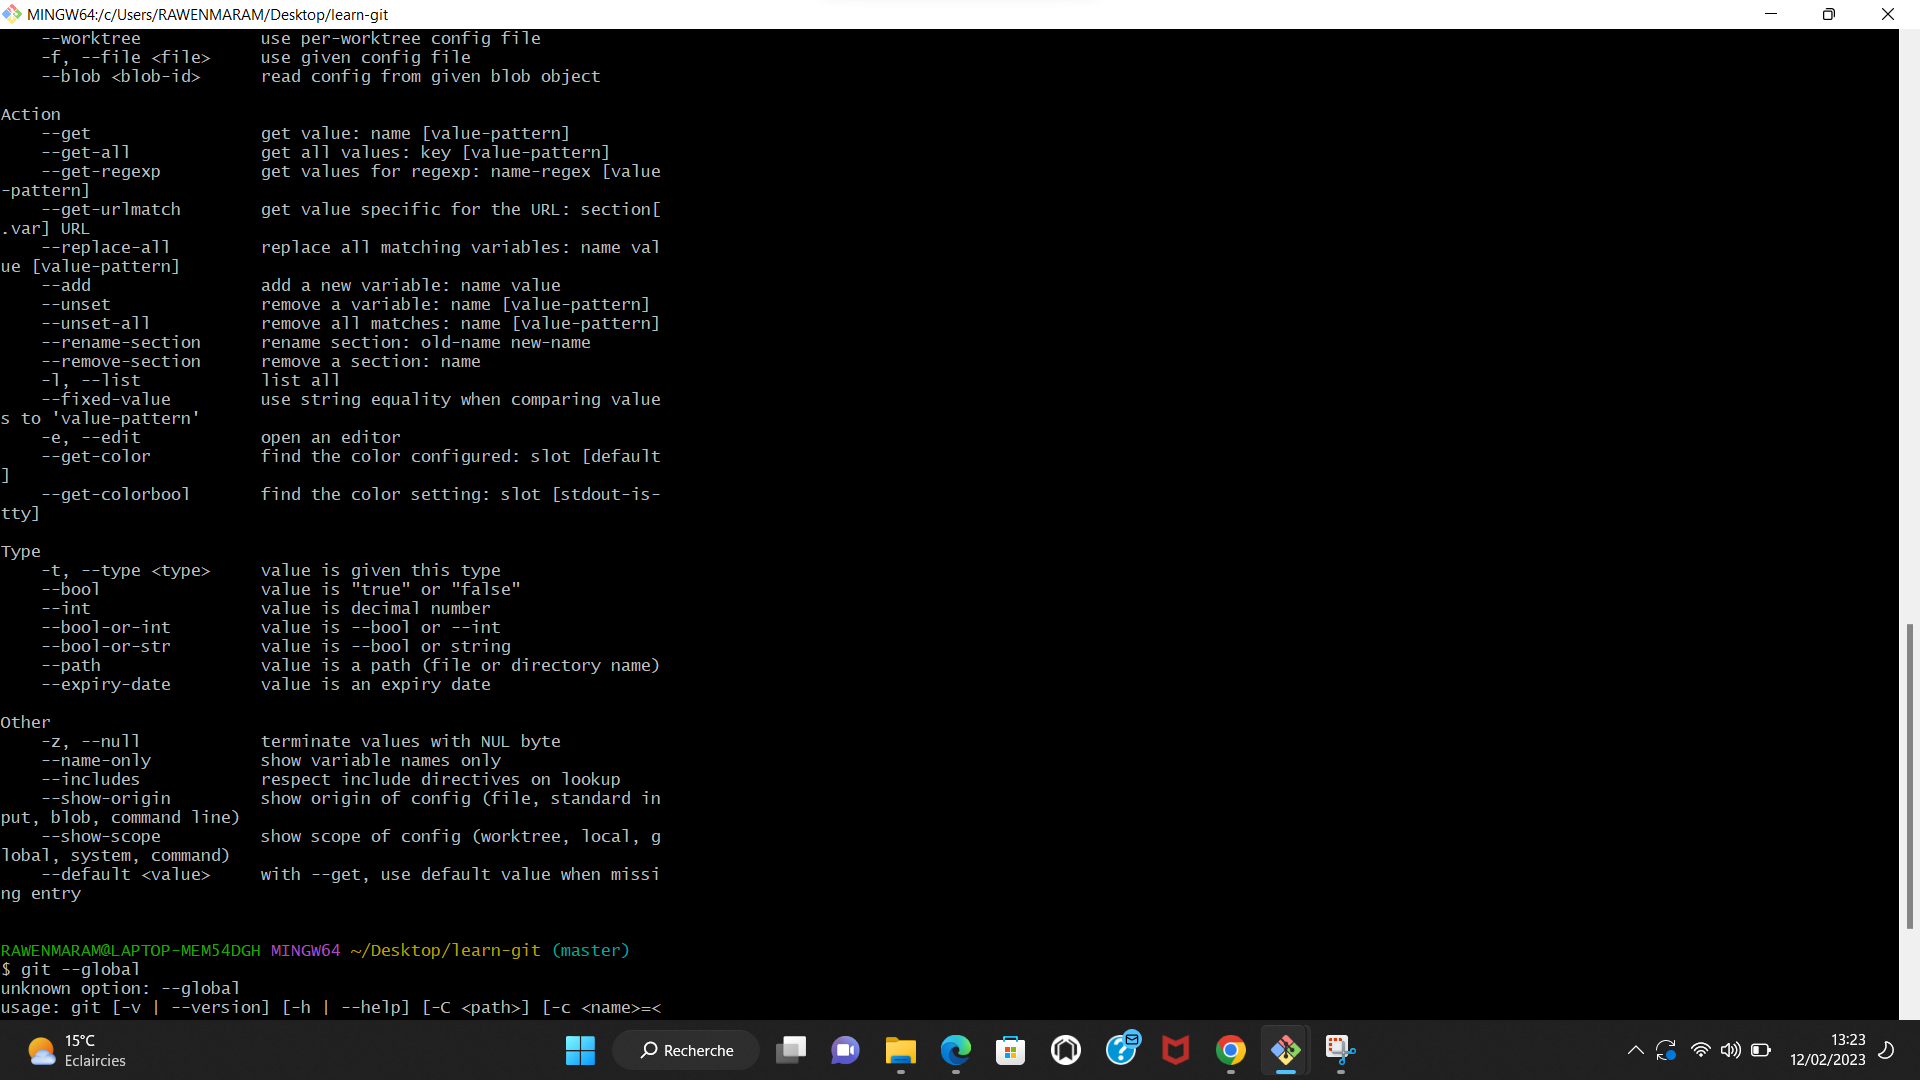 MINGW64:/c/Users/RAWENMARAM/Desktop/learn-git
--worktree use per-worktree config file
-f, --file <file> use given config file
--blob <blob-id> read config from given blob object
Action
--get get value: name [value-pattern]
--get-all get all values: key [value-pattern]
--get-regexp get values for regexp: name-regex [value
-pattern]
--get-urlmatch get value specific for the URL: section[
.var] URL
--replace-all replace all matching variables: name val
ue [value-pattern]
--add add a new variable: name value
--unset remove a variable: name [value-pattern]
--unset-all remove all matches: name [value-pattern]
--rename-section rename section: old-name new-name
--remove-section remove a section: name
-l, --list list all
--fixed-value use string equality when comparing value
s to 'value-pattern'
-e, --edit open an editor
--get-color find the color configured: slot [default
]
--get-colorbool find the color setting: slot [stdout-is-
tty]
Type
-t, --type <type> value is given this type
--bool value is "true" or "false"
--int value is decimal number
--bool-or-int value is --bool or --int
--bool-or-str value is --bool or string
--path value is a path (file or directory name)
--expiry-date value is an expiry date
Other
-z, --null terminate values with NUL byte
--name-only show variable names only
--includes respect include directives on lookup
--show-origin show origin of config (file, standard in
put, blob, command line)
--show-scope show scope of config (worktree, local, g
lobal, system, command)
--default <value> with --get, use default value when missi
ng entry
RAWENMARAM@LAPTOP-MEM54DGH MINGW64 ~/Desktop/learn-git (master)
$ git --global
unknown option: --global
usage: git [-v | --version] [-h | --help] [-C <path>] [-c <name>=<
15°C
Eclaircies
Recherche
13:23
12/02/2023